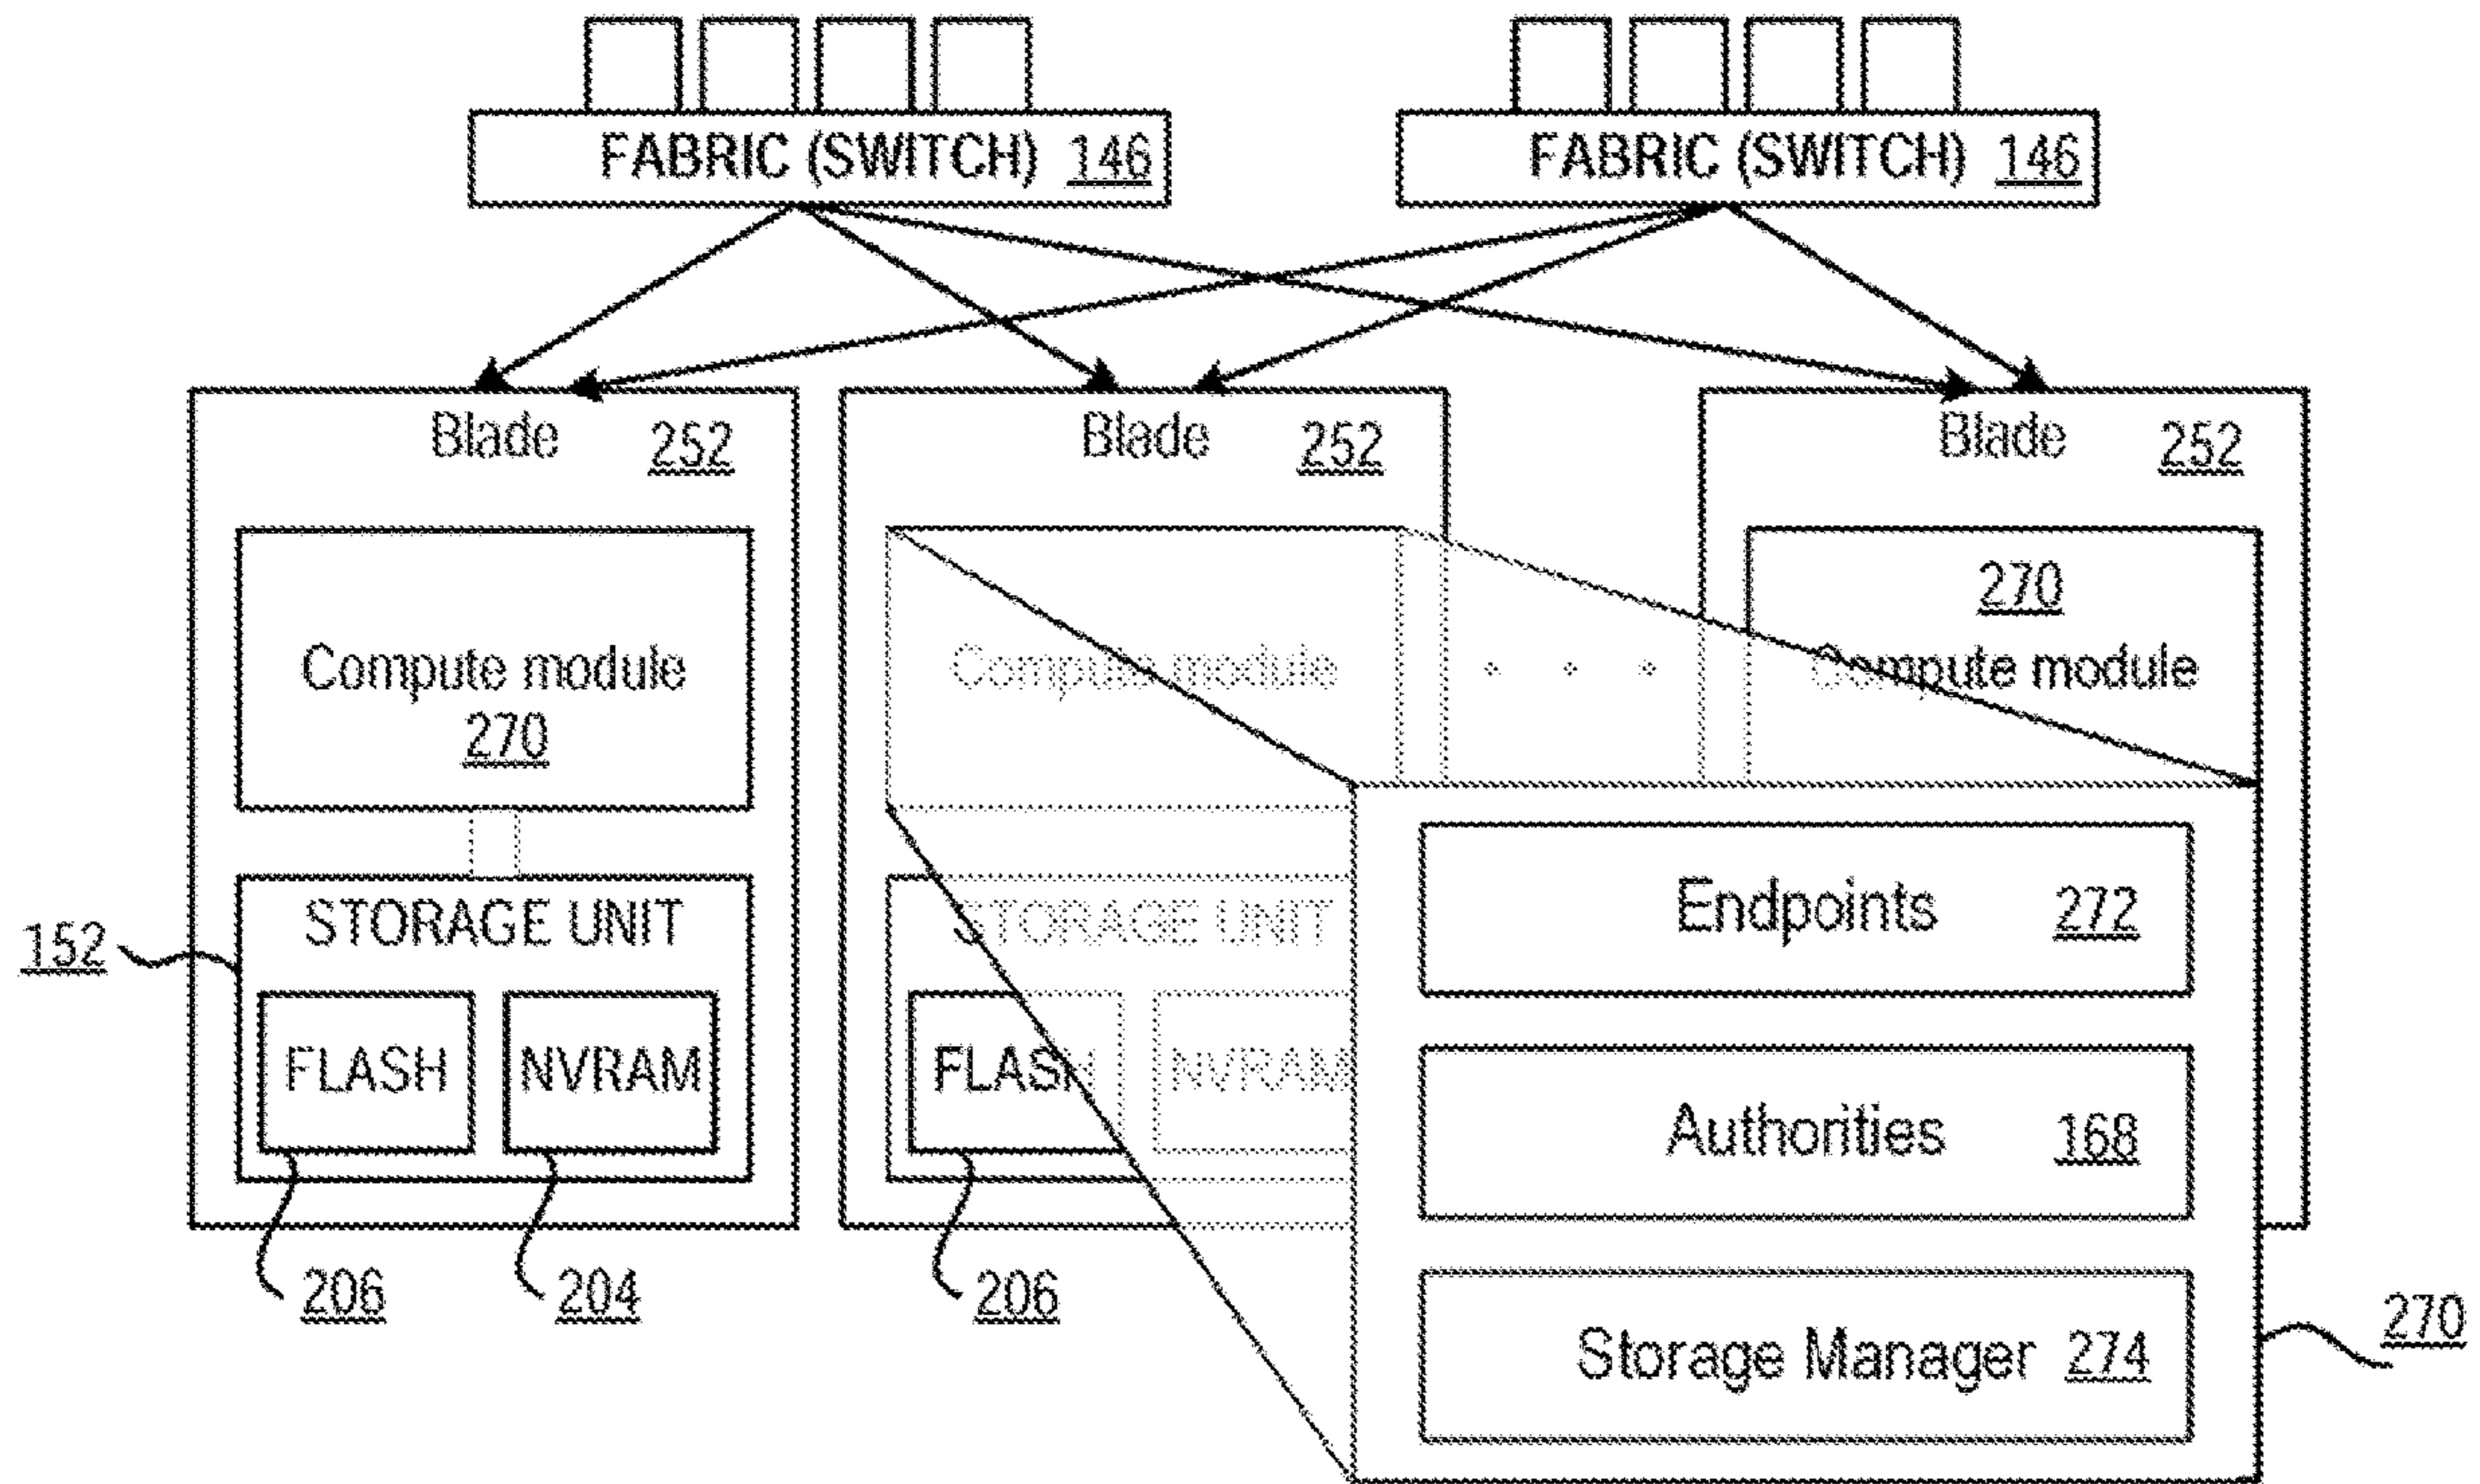 FABRIC (SWITCH) 146
FABRIC (SWITCH) 146
Blade 252
Blade 252
Blade 252
Compute module
270
Compute module
. . .
270
Compute module
152
STORAGE UNIT
FLASH
NVRAM
206
204
STORAGE UNIT
FLASH
NVRAM
206
Endpoints 272
Authorities 168
Storage Manager 274
270